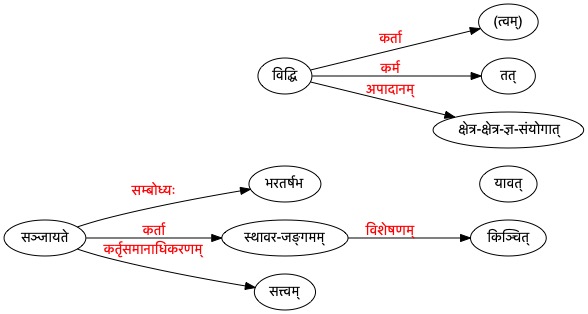 (त्वम्)
कर्ता
विद्धि
कर्म
तत्
अपादानम्
क्षेत्र-क्षेत्र-ज्ञ-संयोगात्
सम्बोध्यः
भरतर्षभ
यावत्
सञ्जायते
कर्ता
स्थावर-जङ्गमम्
विशेषणम्
किञ्चित्
कर्तृसमानाधिकरणम्
सत्त्वम्